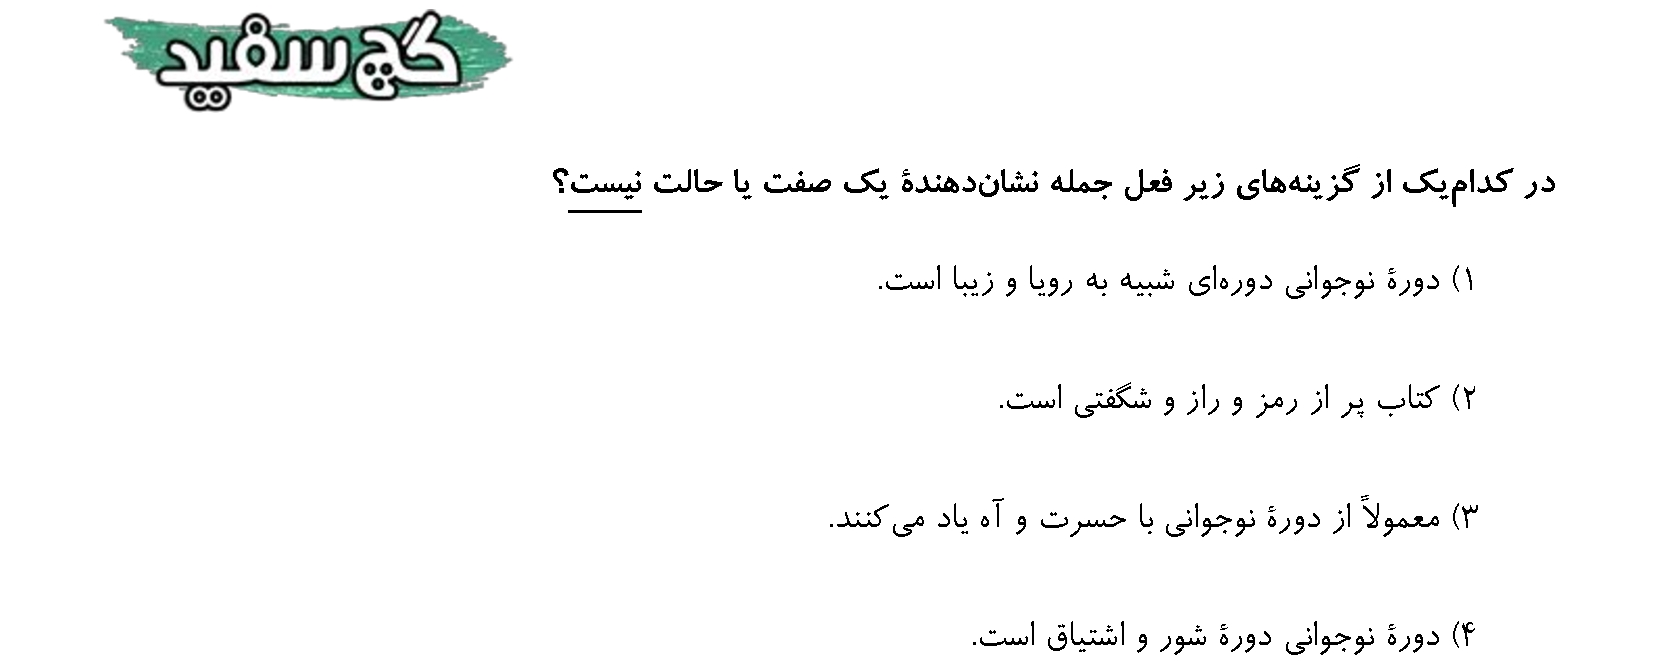 گچ سفید
در کدام‌یک از گزینه‌های زیر فعل جمله نشان‌دهندهٔ یک صفت یا حالت نیست؟
۱) دورهٔ نوجوانی دوره‌ای شبیه به رویا و زیبا است.
۲) کتاب پر از رمز و راز و شگفتی است.
۳) معمولاً از دورهٔ نوجوانی با حسرت و آه یاد می‌کنند.
۴) دورهٔ نوجوانی دورهٔ شور و اشتیاق است.